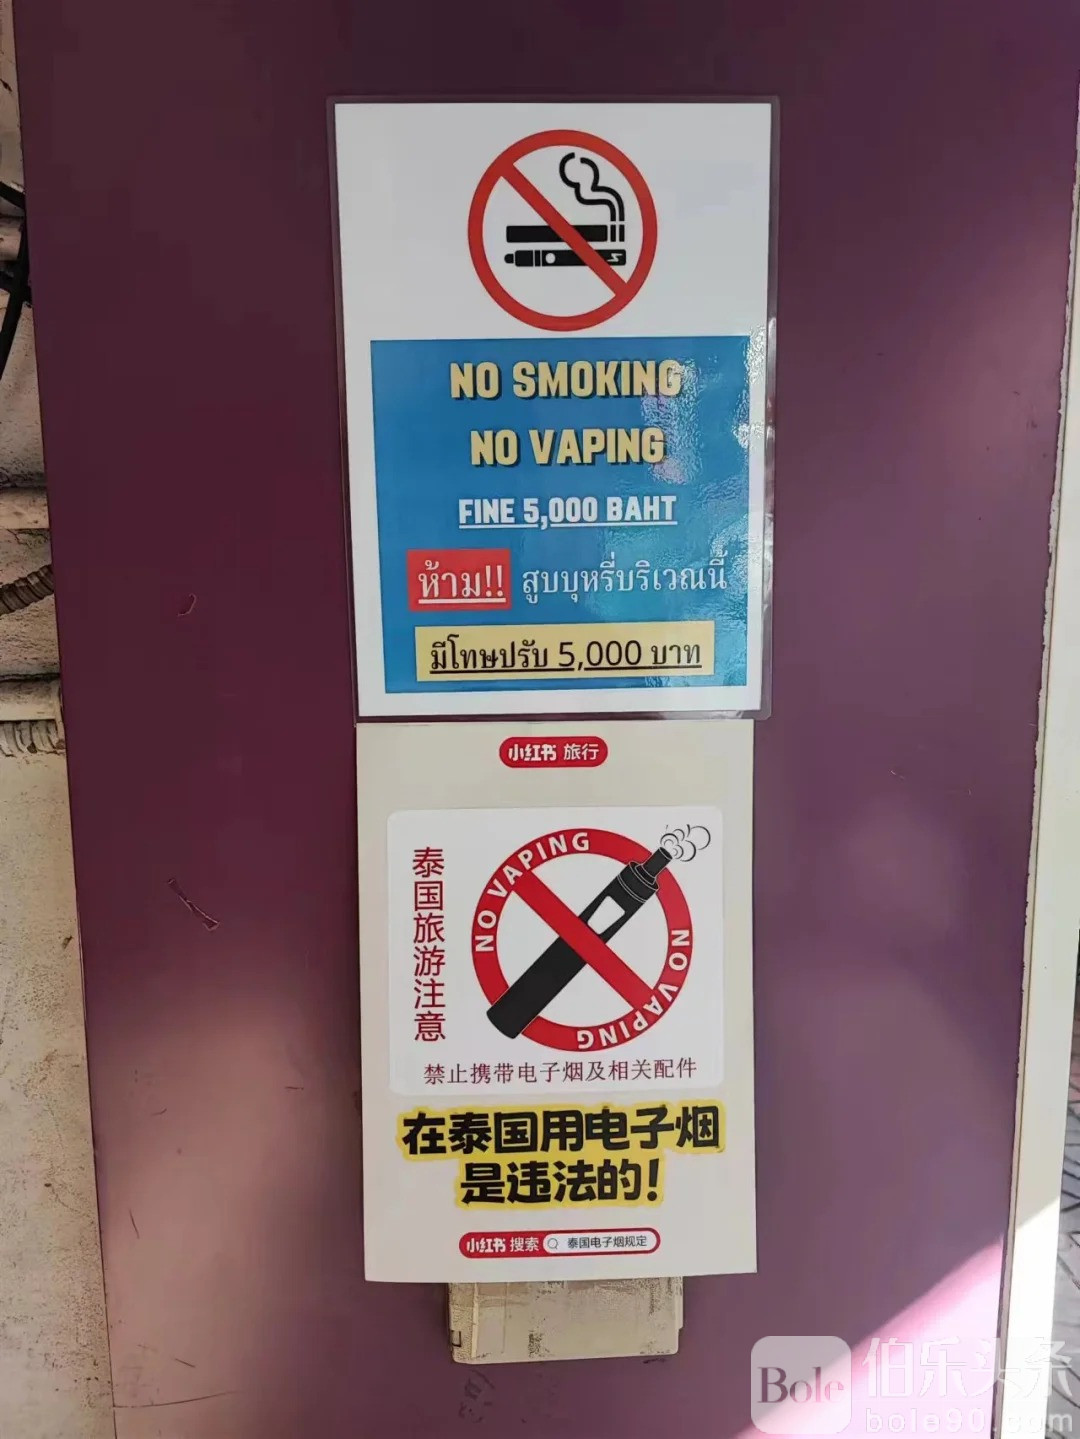 NO SMOKING
NO VAPING
FINE 5,000 BAHT
ห้าม!! สูบบุหรี่บริเวณนี้
มีโทษปรับ 5,000 บาท
小红书 旅行
泰国旅游注意
NO VAPING
NO VAPING
禁止携带电子烟及相关配件
在泰国用电子烟
是违法的!
小红书 搜索 泰国电子烟规定
Bole 伯乐头条
bole90.com